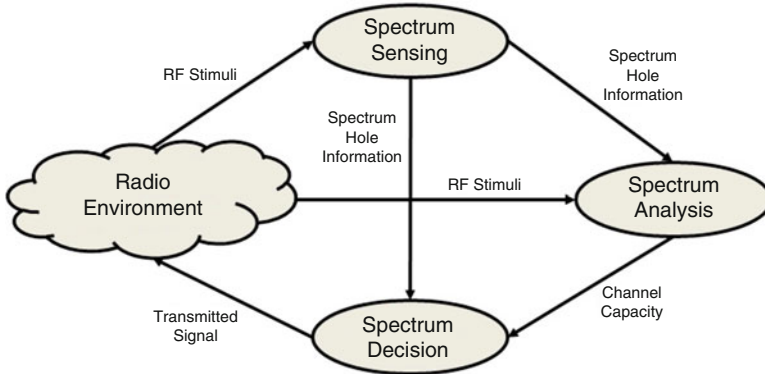 Spectrum
Sensing
RF Stimuli
Spectrum
Hole
Information
Spectrum
Hole
Information
Radio
Environment
RF Stimuli
Spectrum
Analysis
Transmitted
Signal
Spectrum
Decision
Channel
Capacity